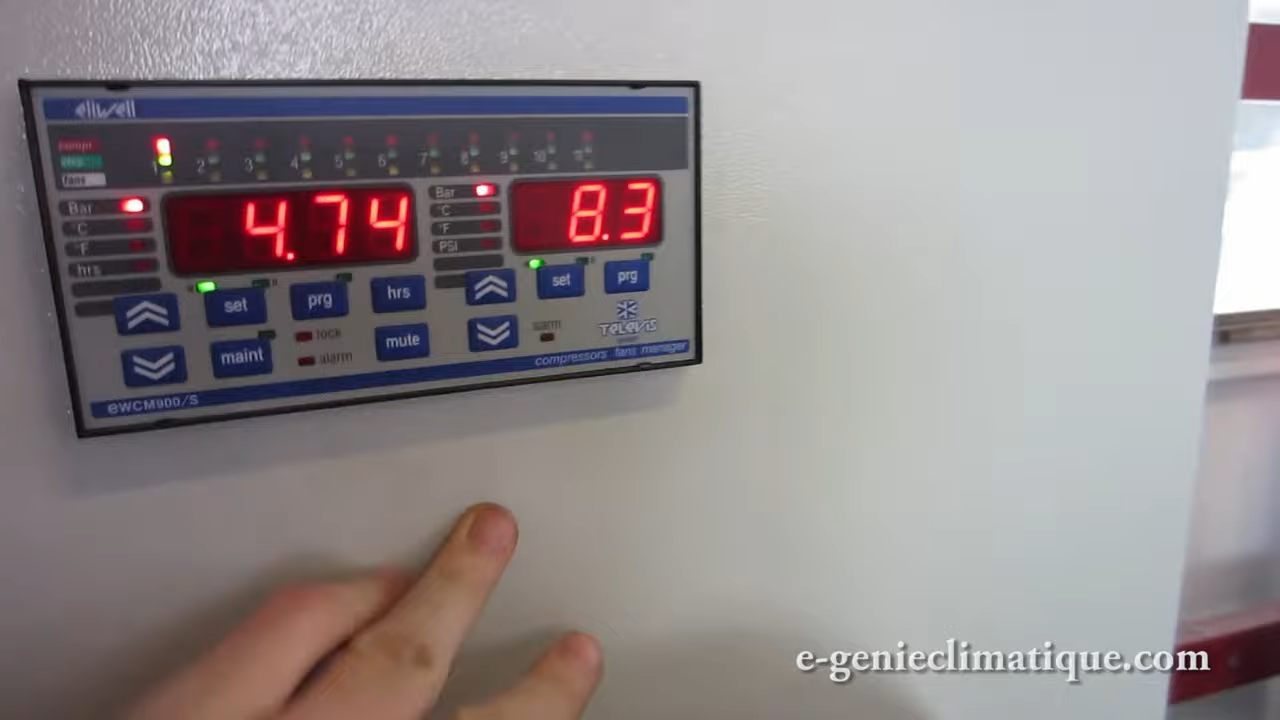 eliwell
compr
step
fans
1 2 3 4 5 6 7 8 9 10 11
Bar
°C
°F
hrs
4.74
Bar
°C
°F
PSI
8.3
set
prg
hrs
set
prg
maint
lock
alarm
mute
alarm
TELEVIS
compressors fans manager
eWCM900/S
e-genieclimatique.com